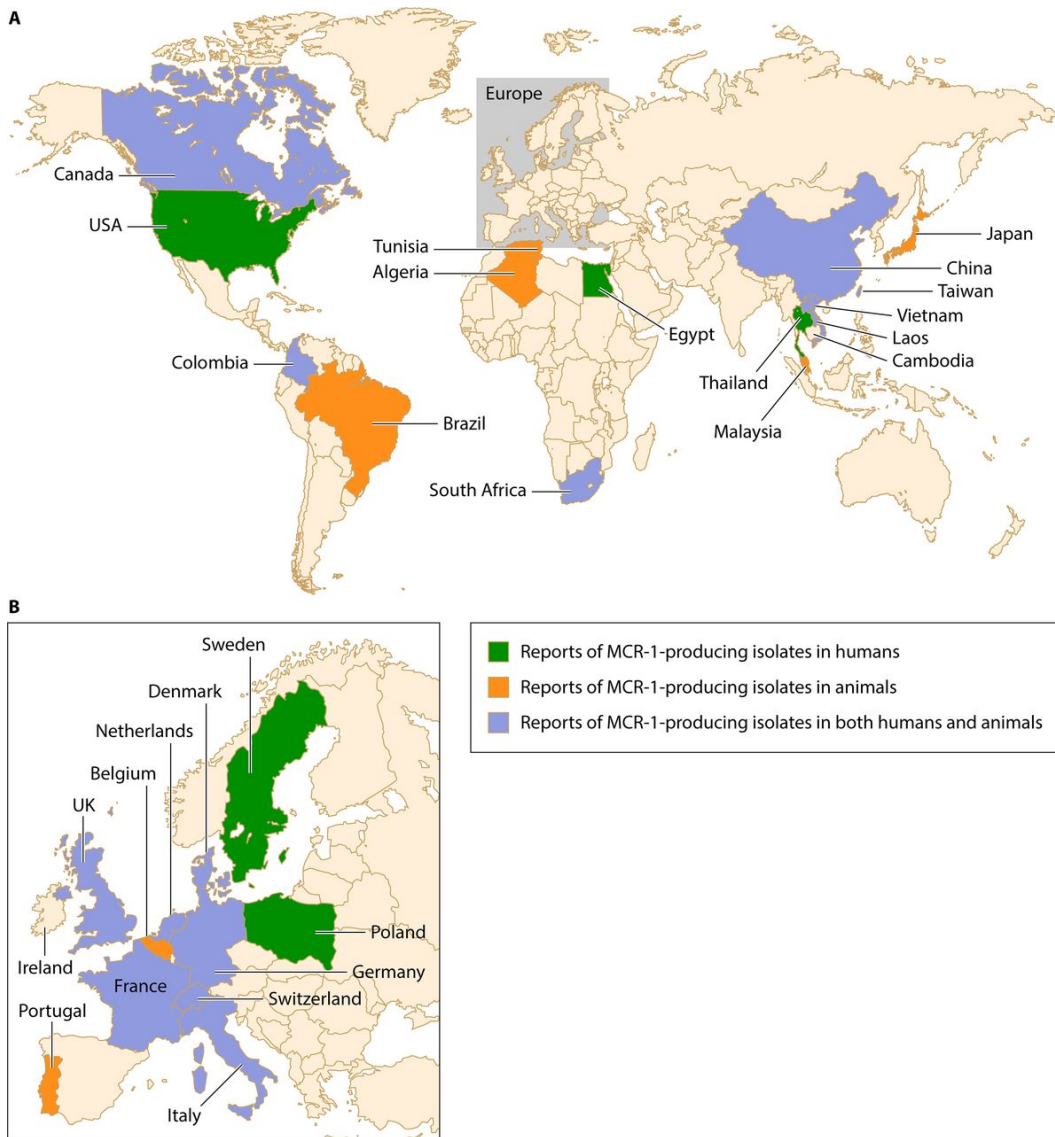 A
Europe
Canada
USA
Tunisia
Algeria
Egypt
Japan
China
Taiwan
Vietnam
Laos
Cambodia
Thailand
Malaysia
Colombia
Brazil
South Africa
B
Sweden
Denmark
Netherlands
Belgium
UK
Ireland
France
Portugal
Poland
Germany
Switzerland
Italy
Reports of MCR-1-producing isolates in humans
Reports of MCR-1-producing isolates in animals
Reports of MCR-1-producing isolates in both humans and animals